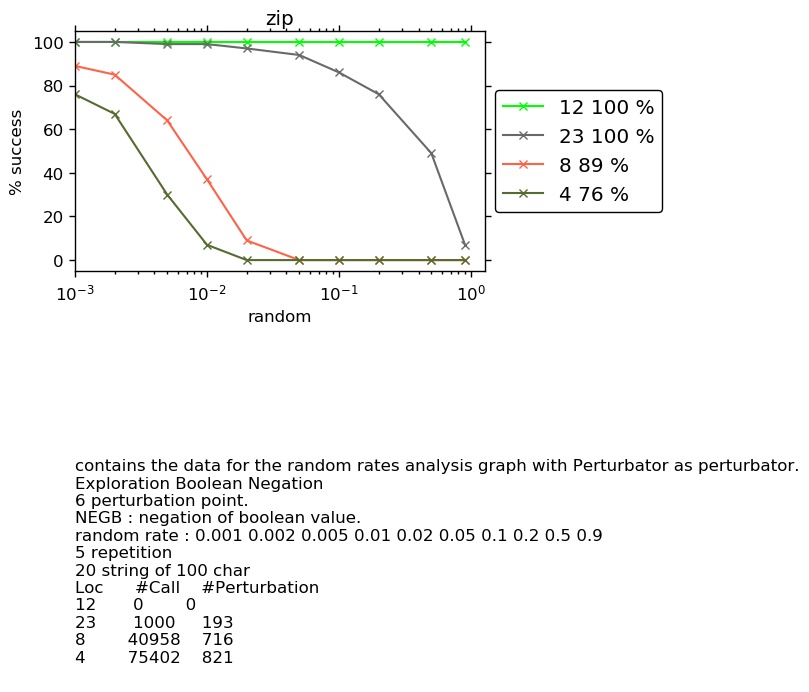 zip
100
80
60
40
20
0
% success
10⁻³ 10⁻² 10⁻¹ 10⁰
random
12 100 %
23 100 %
8 89 %
4 76 %
contains the data for the random rates analysis graph with Perturbator as perturbator.
Exploration Boolean Negation
6 perturbation point.
NEGB : negation of boolean value.
random rate : 0.001 0.002 0.005 0.01 0.02 0.05 0.1 0.2 0.5 0.9
5 repetition
20 string of 100 char
Loc #Call #Perturbation
12 0 0
23 1000 193
8 40958 716
4 75402 821